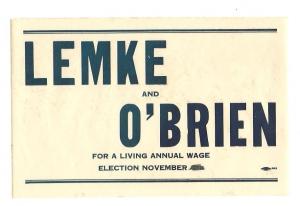 LEMKE
AND
O'BRIEN
FOR A LIVING ANNUAL WAGE
ELECTION NOVEMBER